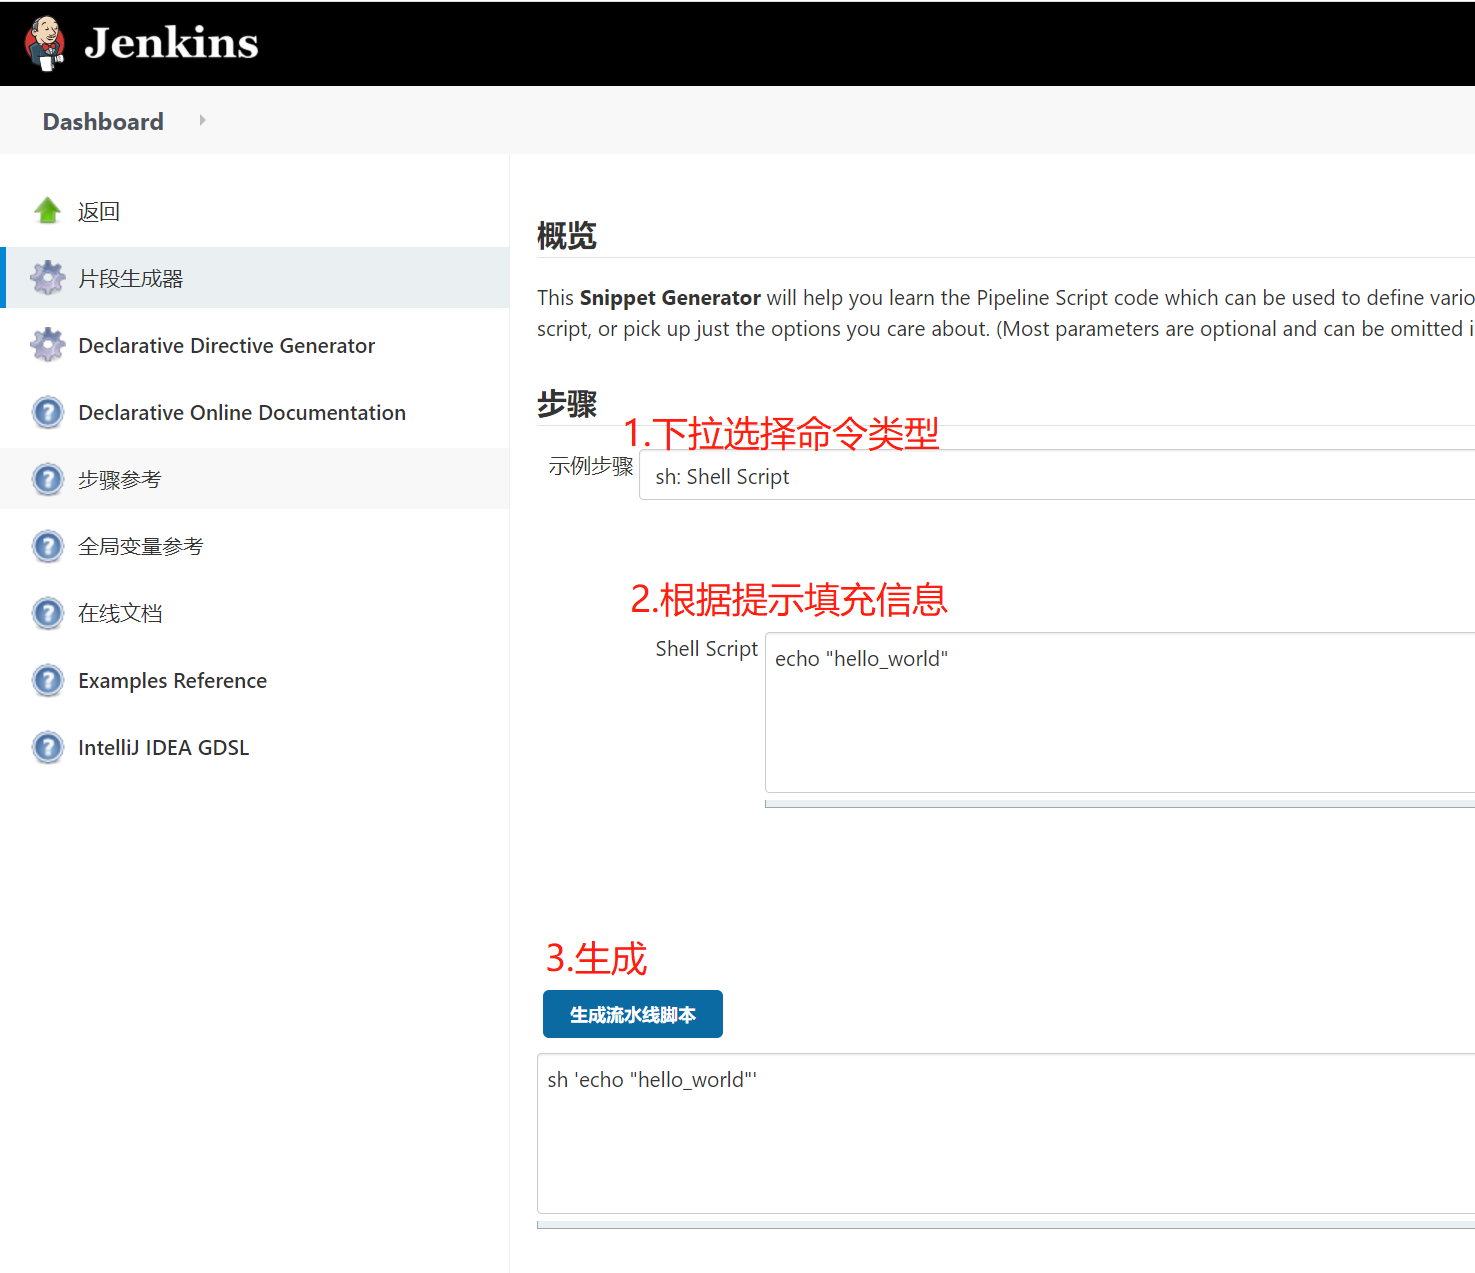 Jenkins
Dashboard
返回
片段生成器
Declarative Directive Generator
Declarative Online Documentation
步骤参考
全局变量参考
在线文档
Examples Reference
IntelliJ IDEA GDSL
概览
This Snippet Generator will help you learn the Pipeline Script code which can be used to define vario
script, or pick up just the options you care about. (Most parameters are optional and can be omitted i
步骤
1.下拉选择命令类型
示例步骤
sh: Shell Script
2.根据提示填充信息
Shell Script
echo "hello_world"
3.生成
生成流水线脚本
sh 'echo "hello_world"'